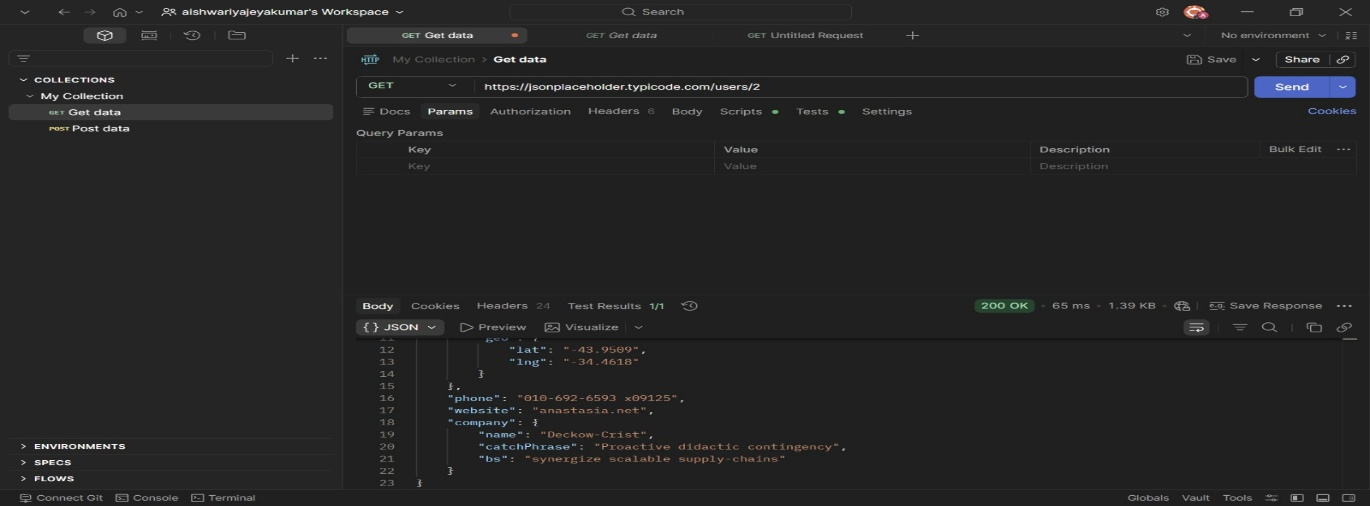 aishwariyajeyakumar's Workspace Search
GET Get data GET Get data GET Untitled Request No environment
HTTP My Collection > Get data Save Share
GET https://jsonplaceholder.typicode.com/users/2 Send
COLLECTIONS
My Collection
GET Get data
POST Post data
Docs Params Authorization Headers 6 Body Scripts Tests Settings Cookies
Query Params
Key Value Description Bulk Edit
Key Value Description
Body Cookies Headers 24 Test Results 1/1 200 OK 65 ms 1.39 KB Save Response
{ } JSON Preview Visualize
12 "lat": "-43.9509",
13 "lng": "-34.4618"
14 }
15 },
16 "phone": "010-692-6593 x09125",
17 "website": "anastasia.net",
18 "company": {
19 "name": "Deckow-Crist",
20 "catchPhrase": "Proactive didactic contingency",
21 "bs": "synergize scalable supply-chains"
22 }
23 }
ENVIRONMENTS
SPECS
FLOWS
Connect Git Console Terminal Globals Vault Tools